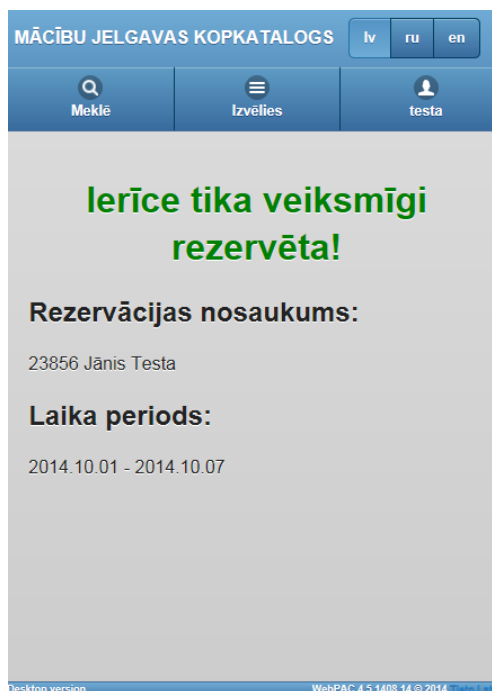 MĀCĪBU JELGAVAS KOPKATALOGS lv ru en
Meklē Izvēlies testa
Ierīce tika veiksmīgi
rezervēta!
Rezervācijas nosaukums:
23856 Jānis Testa
Laika periods:
2014.10.01 - 2014.10.07
Desktop version WebPAC 4.5.1408.14 © 2014 Tieto